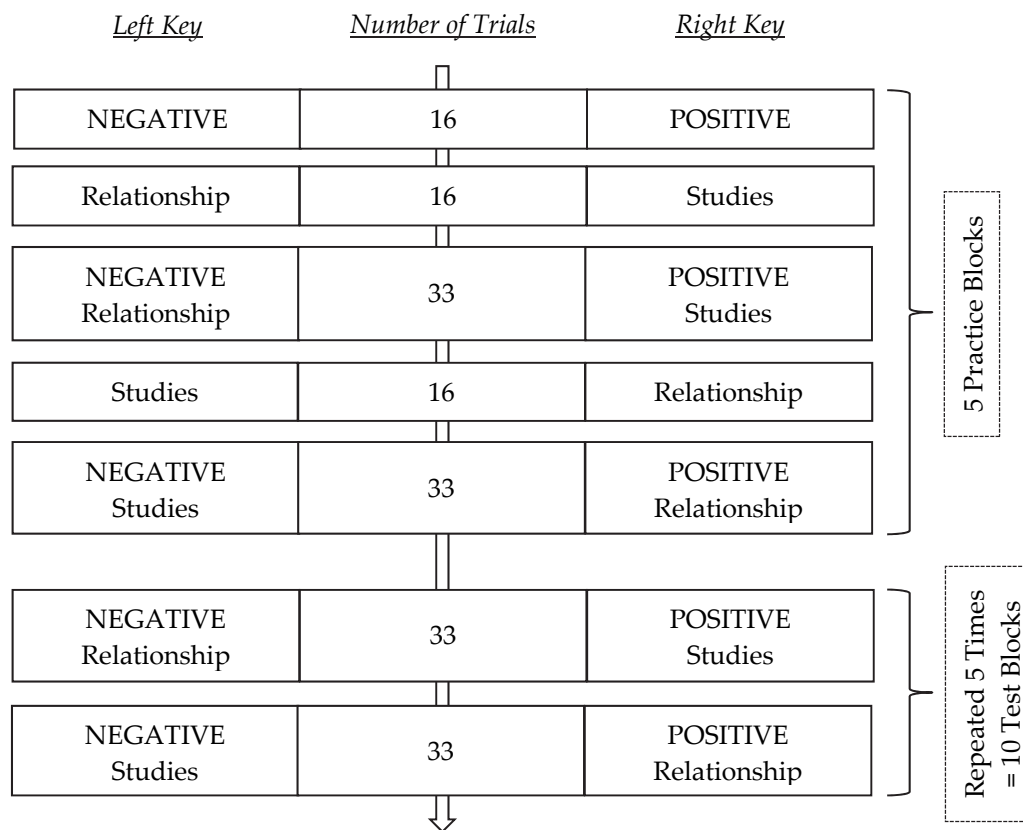 Left Key Number of Trials Right Key
NEGATIVE 16 POSITIVE
Relationship 16 Studies
NEGATIVE
Relationship
33
POSITIVE
Studies
Studies 16 Relationship
NEGATIVE
Studies
33
POSITIVE
Relationship
5 Practice Blocks
NEGATIVE
Relationship
33
POSITIVE
Studies
NEGATIVE
Studies
33
POSITIVE
Relationship
Repeated 5 Times
= 10 Test Blocks